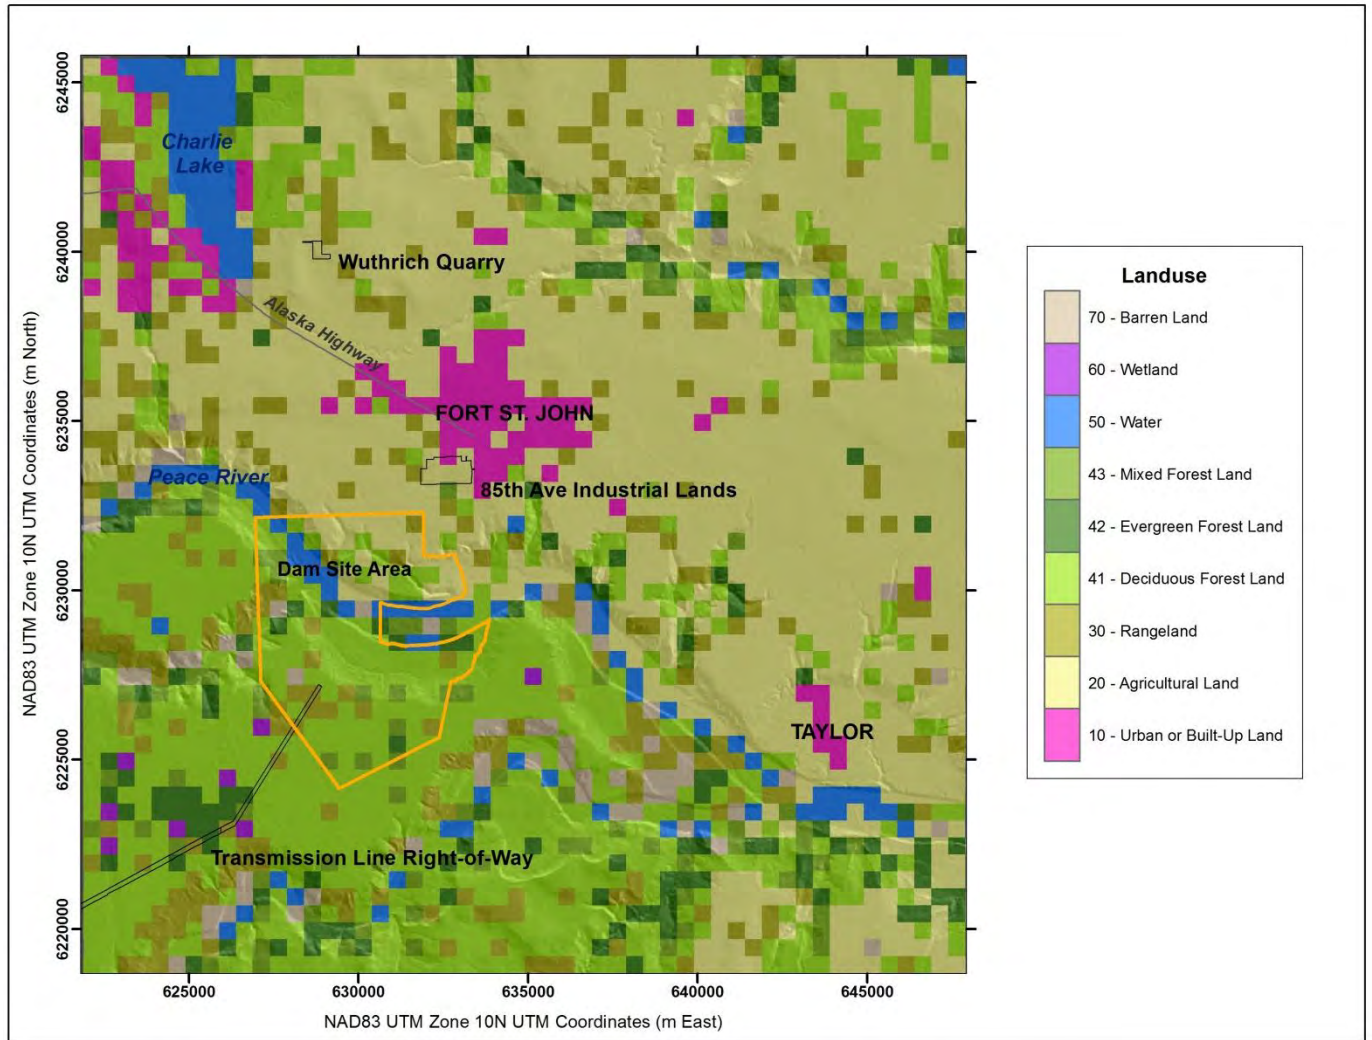 6245000
6240000
6235000
6230000
6225000
6220000
NAD83 UTM Zone 10N UTM Coordinates (m North)
Charlie
Lake
Wuthrich Quarry
Alaska Highway
FORT ST. JOHN
Peace River
85th Ave Industrial Lands
Dam Site Area
TAYLOR
Transmission Line Right-of-Way
625000
630000
635000
640000
645000
NAD83 UTM Zone 10N UTM Coordinates (m East)
Landuse
70 - Barren Land
60 - Wetland
50 - Water
43 - Mixed Forest Land
42 - Evergreen Forest Land
41 - Deciduous Forest Land
30 - Rangeland
20 - Agricultural Land
10 - Urban or Built-Up Land